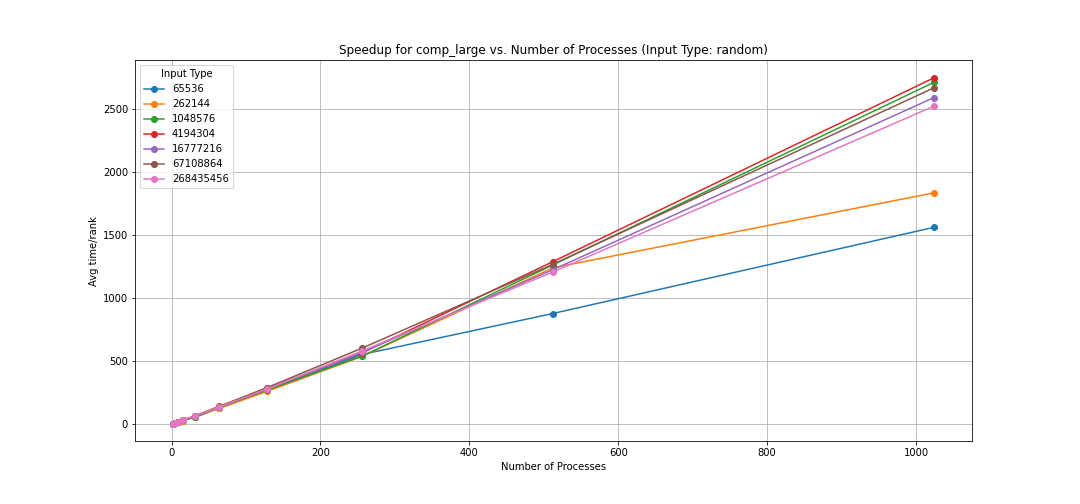 Speedup for comp_large vs. Number of Processes (Input Type: random)
Input Type
65536
262144
1048576
4194304
16777216
67108864
268435456
Avg time/rank
2500
2000
1500
1000
500
0
0 200 400 600 800 1000
Number of Processes